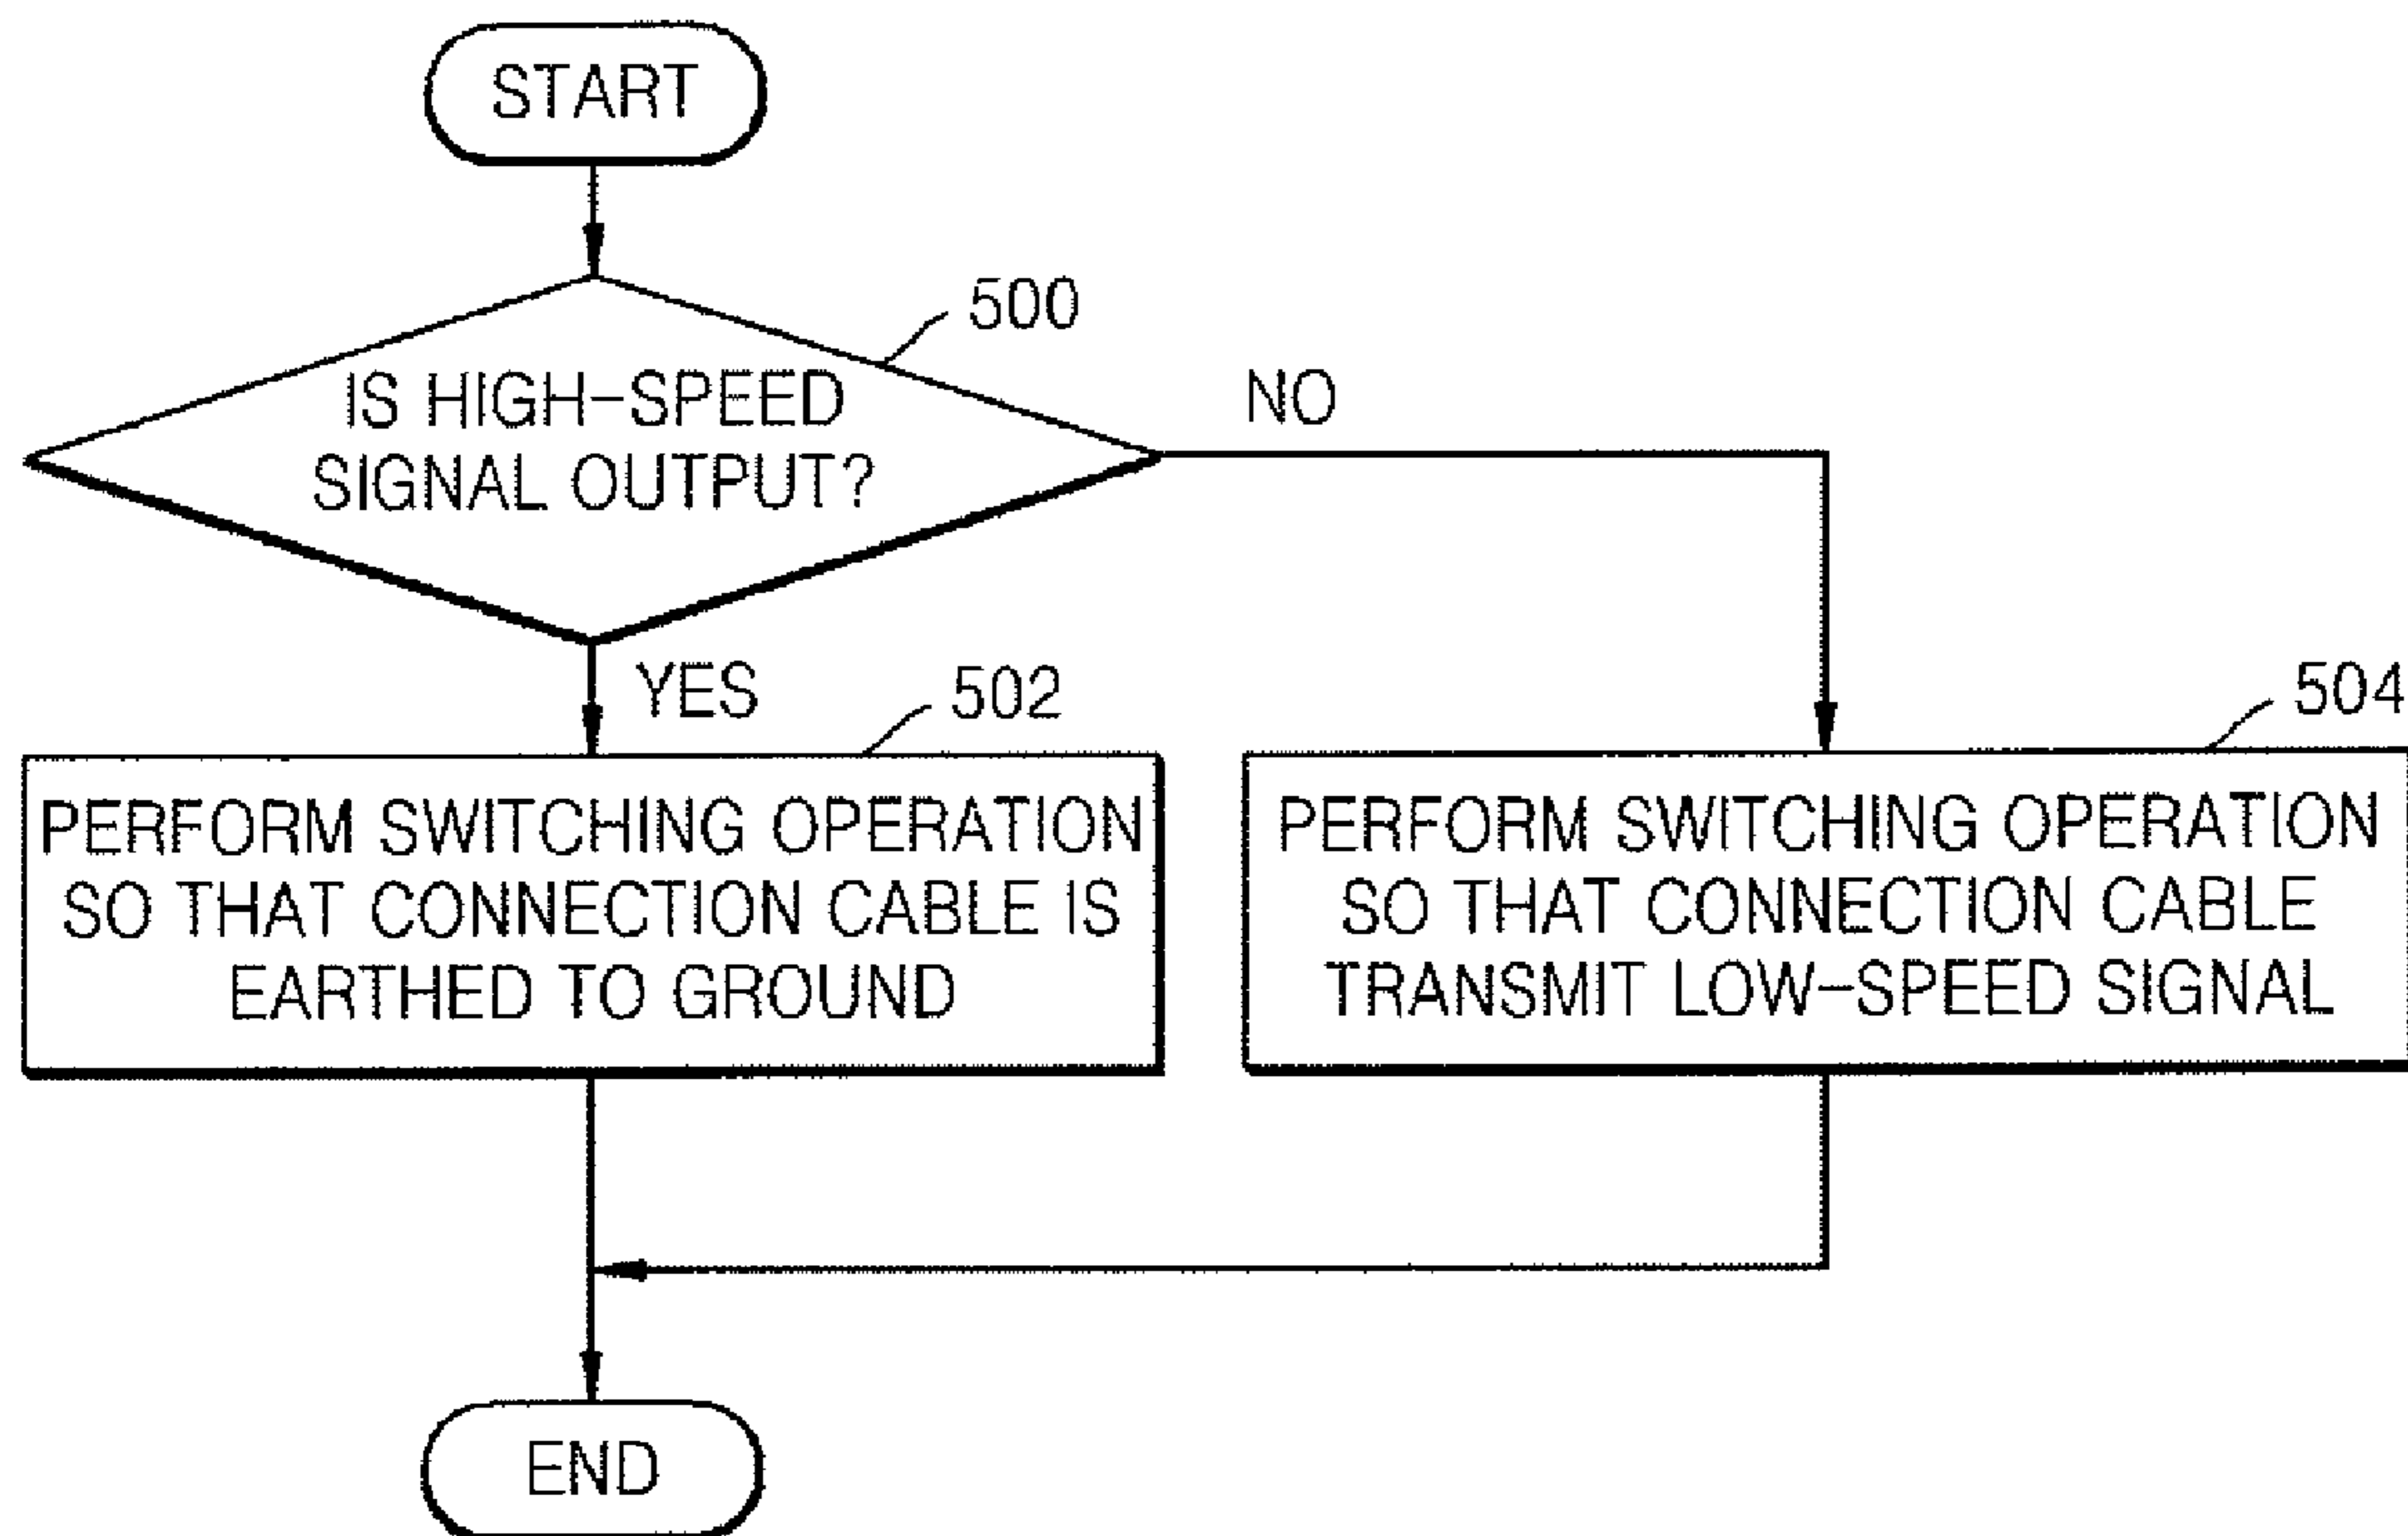 START
500
IS HIGH-SPEED
SIGNAL OUTPUT?
NO
YES
502
PERFORM SWITCHING OPERATION
SO THAT CONNECTION CABLE IS
EARTHED TO GROUND
504
PERFORM SWITCHING OPERATION
SO THAT CONNECTION CABLE
TRANSMIT LOW-SPEED SIGNAL
END